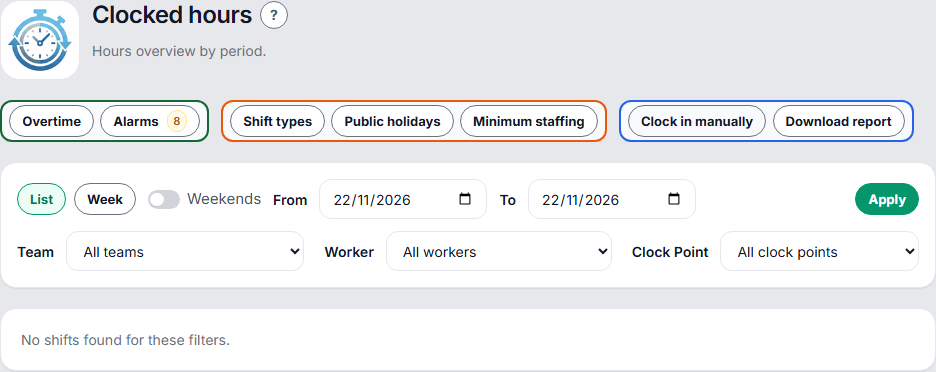 Clocked hours ?
Hours overview by period.
Overtime Alarms 8 Shift types Public holidays Minimum staffing Clock in manually Download report
List Week Weekends From 22/11/2026 To 22/11/2026 Apply
Team All teams Worker All workers Clock Point All clock points
No shifts found for these filters.